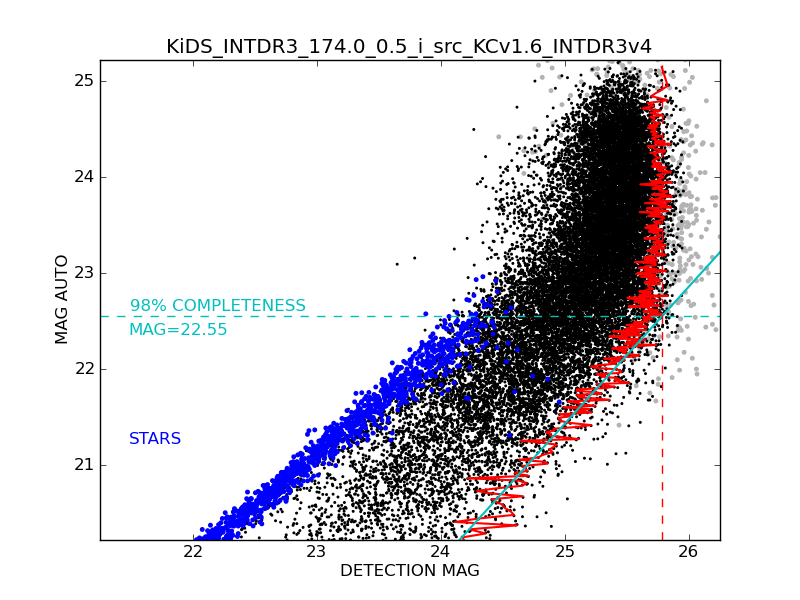 KiDS_INTDR3_174.0_0.5_i_src_KCv1.6_INTDR3v4
25
24
23
22
21
MAG AUTO
98% COMPLETENESS
MAG=22.55
STARS
22 23 24 25 26
DETECTION MAG